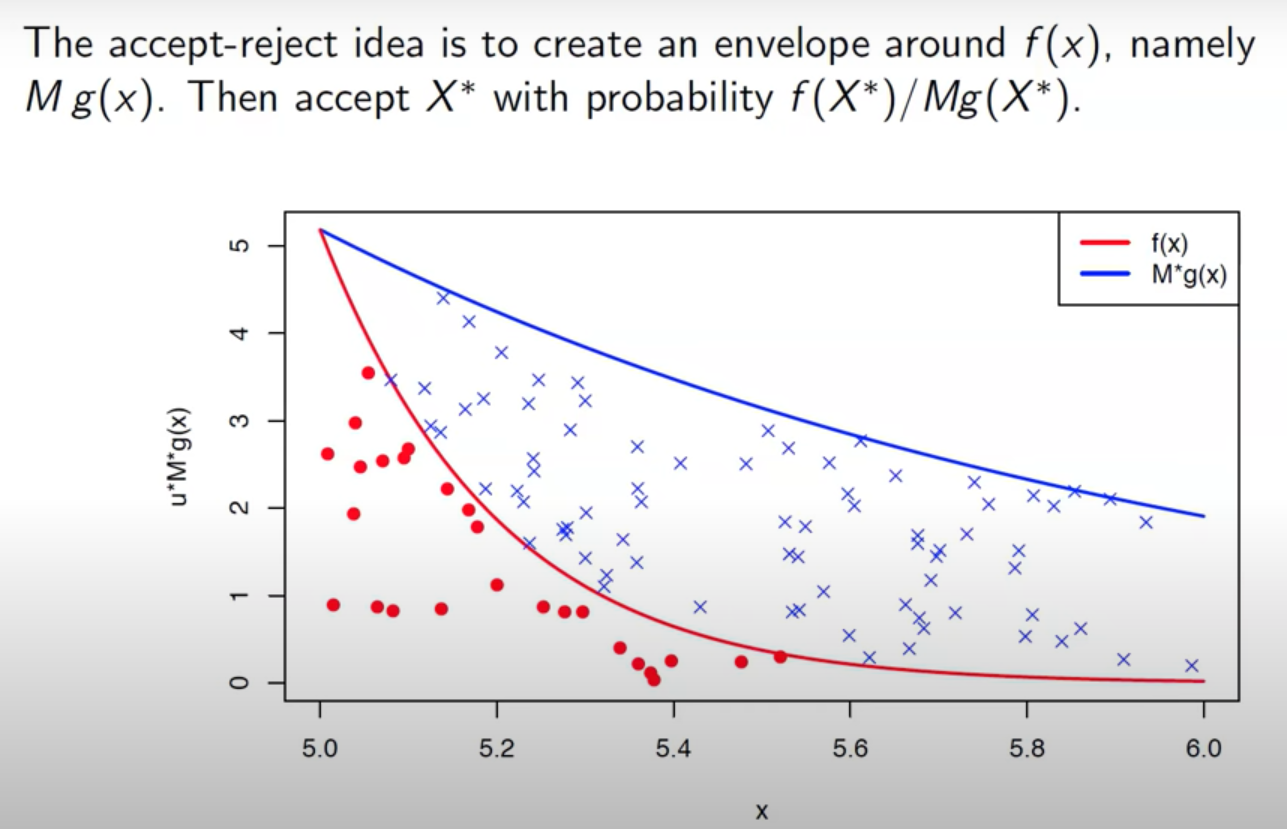 The accept-reject idea is to create an envelope around f(x), namely
M g(x). Then accept X* with probability f(X*)/Mg(X*).
f(x)
M*g(x)
u*M*g(x)
5
4
3
2
1
0
5.0 5.2 5.4 5.6 5.8 6.0
x